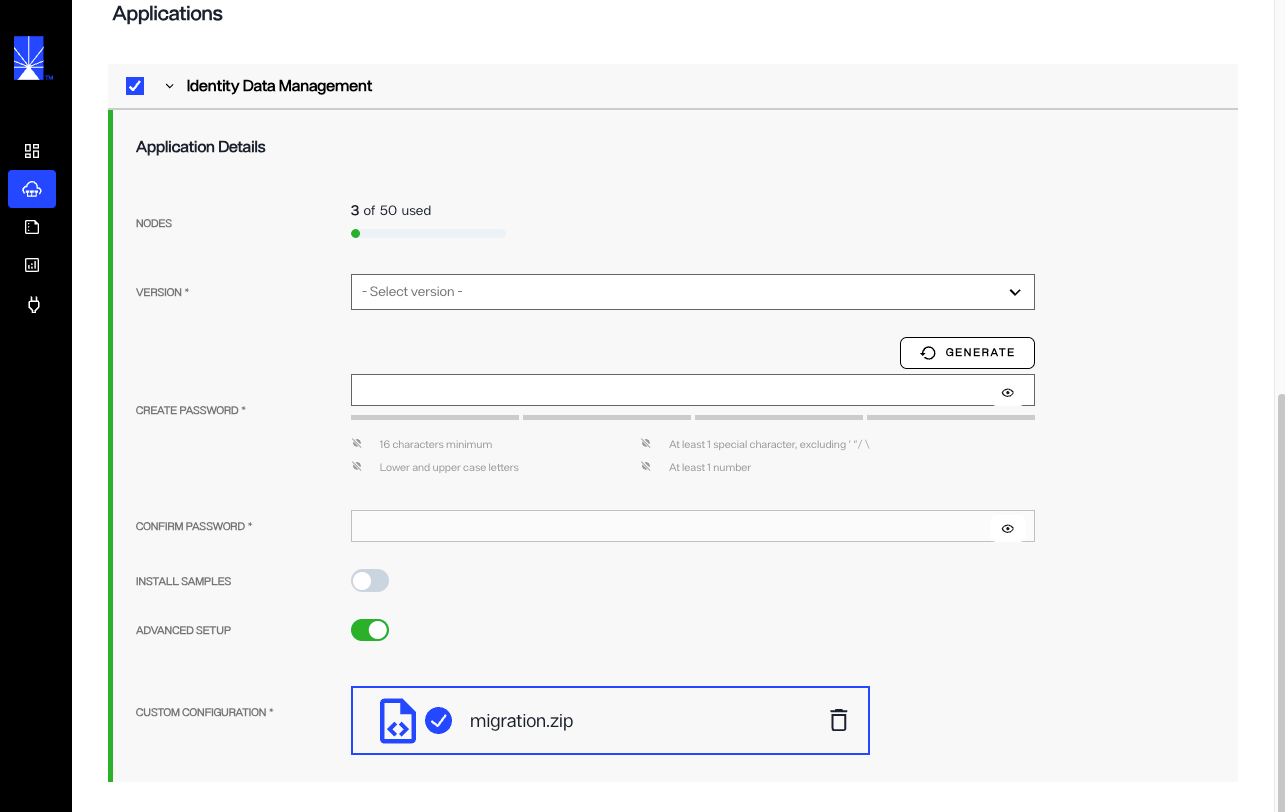 Applications
TM
Identity Data Management
Application Details
NODES
3 of 50 used
VERSION *
- Select version -
GENERATE
CREATE PASSWORD *
16 characters minimum
At least 1 special character, excluding ' "/ \
Lower and upper case letters
At least 1 number
CONFIRM PASSWORD *
INSTALL SAMPLES
ADVANCED SETUP
CUSTOM CONFIGURATION *
migration.zip